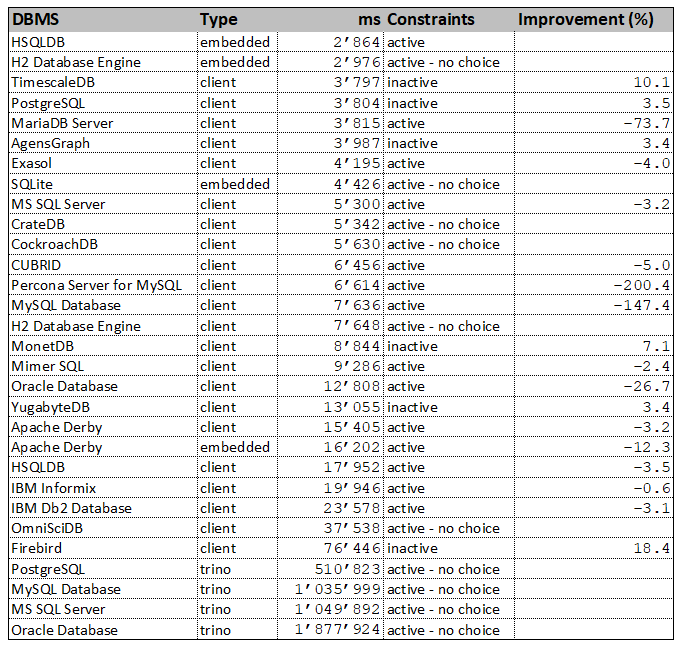 DBMS Type ms Constraints Improvement (%)
HSQLDB embedded 2’864 active
H2 Database Engine embedded 2’976 active - no choice
TimescaleDB client 3’797 inactive 10.1
PostgreSQL client 3’804 inactive 3.5
MariaDB Server client 3’815 active -73.7
AgensGraph client 3’987 inactive 3.4
Exasol client 4’195 active -4.0
SQLite embedded 4’426 active - no choice
MS SQL Server client 5’300 active -3.2
CrateDB client 5’342 active - no choice
CockroachDB client 5’630 active - no choice
CUBRID client 6’456 active -5.0
Percona Server for MySQL client 6’614 active -200.4
MySQL Database client 7’636 active -147.4
H2 Database Engine client 7’648 active - no choice
MonetDB client 8’844 inactive 7.1
Mimer SQL client 9’286 active -2.4
Oracle Database client 12’808 active -26.7
YugabyteDB client 13’055 inactive 3.4
Apache Derby client 15’405 active -3.2
Apache Derby embedded 16’202 active -12.3
HSQLDB client 17’952 active -3.5
IBM Informix client 19’946 active -0.6
IBM Db2 Database client 23’578 active -3.1
OmniSciDB client 37’538 active - no choice
Firebird client 76’446 inactive 18.4
PostgreSQL trino 510’823 active - no choice
MySQL Database trino 1’035’999 active - no choice
MS SQL Server trino 1’049’892 active - no choice
Oracle Database trino 1’877’924 active - no choice